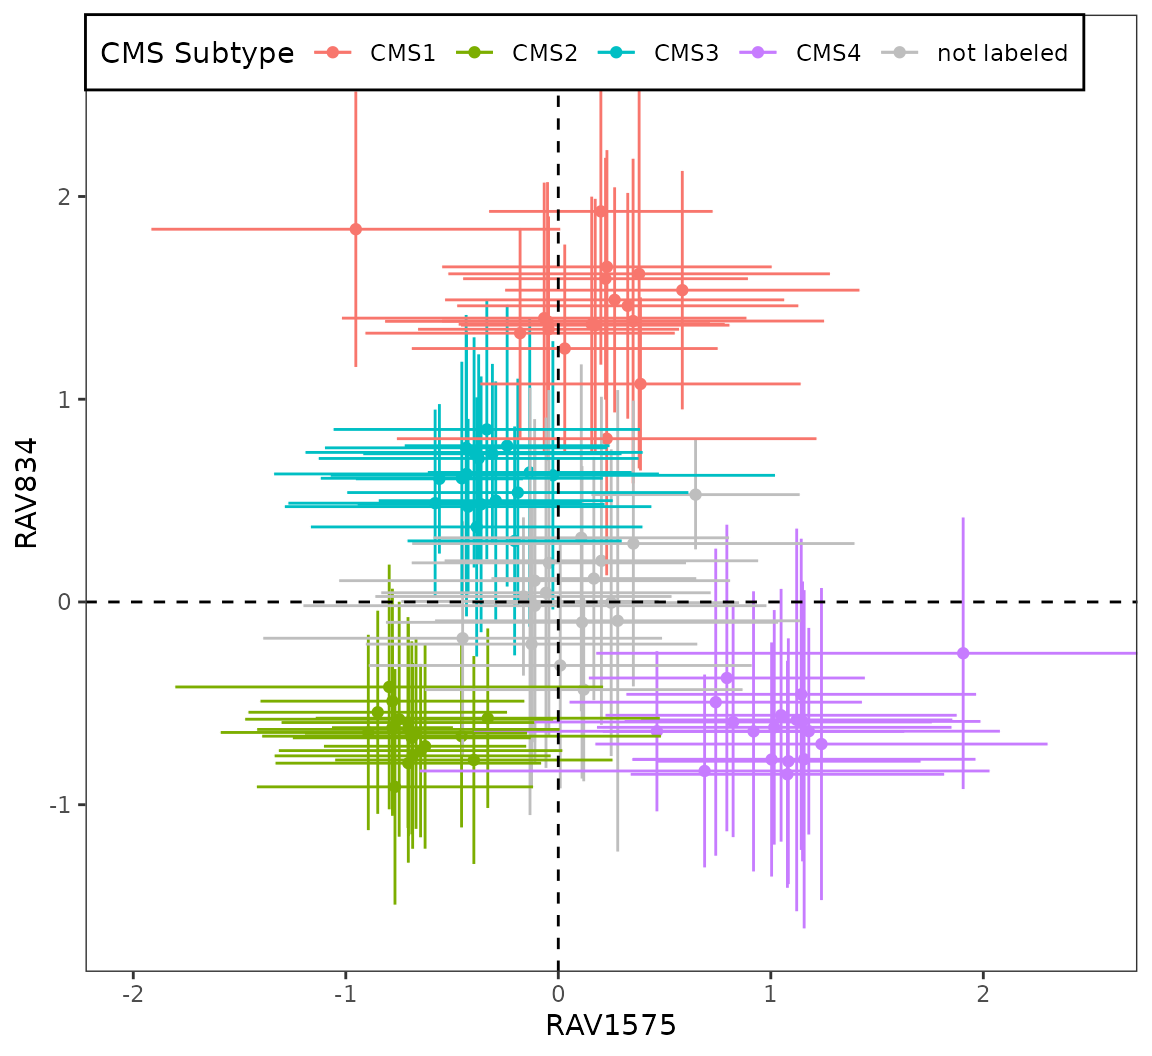 CMS Subtype CMS1 CMS2 CMS3 CMS4 not labeled
2
1
0
-1
RAV834
-2 -1 0 1 2
RAV1575